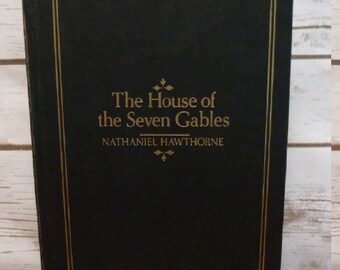 The House of
the Seven Gables
NATHANIEL HAWTHORNE